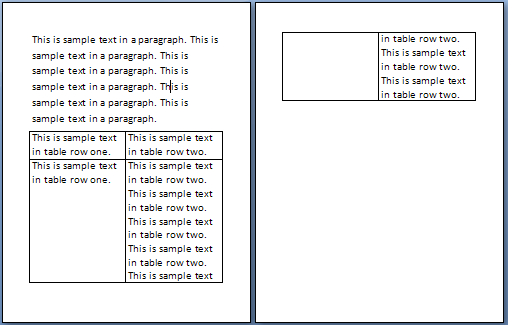 This is sample text in a paragraph. This is
sample text in a paragraph. This is
sample text in a paragraph. This is
sample text in a paragraph. This is
sample text in a paragraph. This is
sample text in a paragraph.
This is sample text
in table row one.
This is sample text
in table row two.
This is sample text
in table row one.
This is sample text
in table row two.
This is sample text
in table row two.
This is sample text
in table row two.
This is sample text
in table row two.
This is sample text
in table row two.
This is sample text
in table row two.
This is sample text
in table row two.